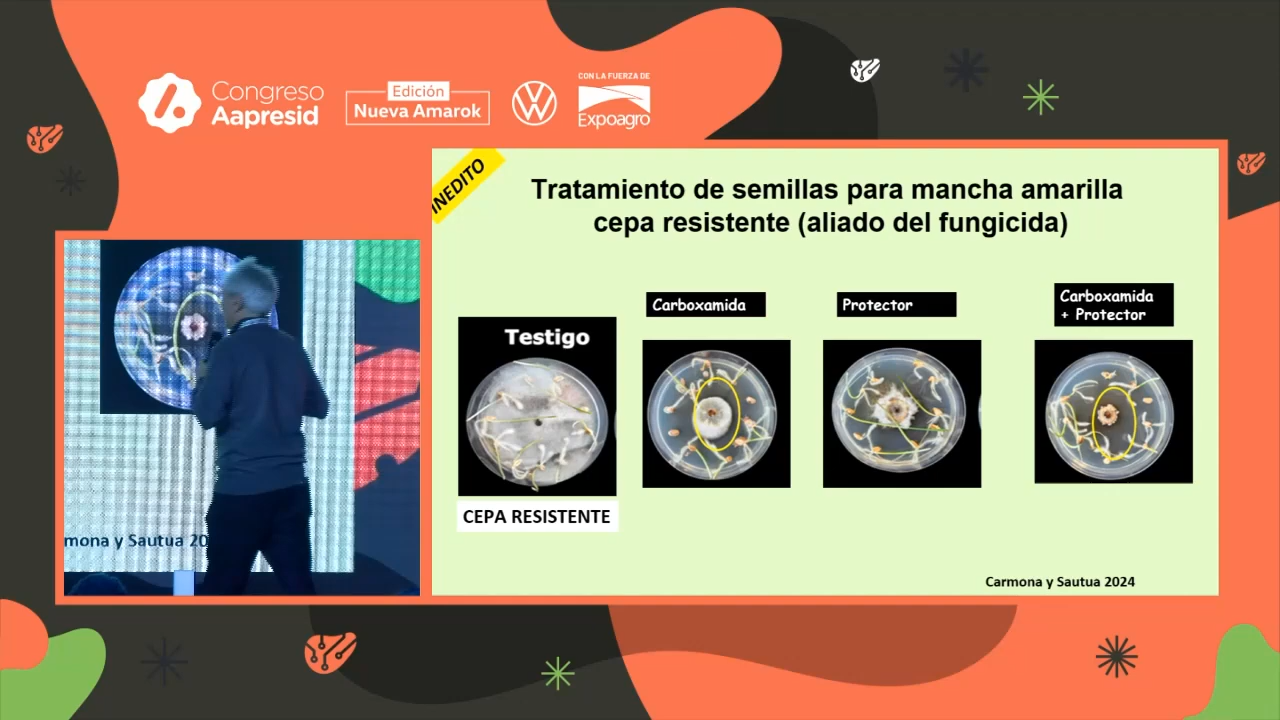 Congreso
Aapresid
Edición
Nueva Amarok
CON LA FUERZA DE
Expoagro
INEDITO
Tratamiento de semillas para mancha amarilla
cepa resistente (aliado del fungicida)
Testigo
Carboxamida
Protector
Carboxamida
+ Protector
CEPA RESISTENTE
Carmona y Sautua 2024
mona y Sautua 20